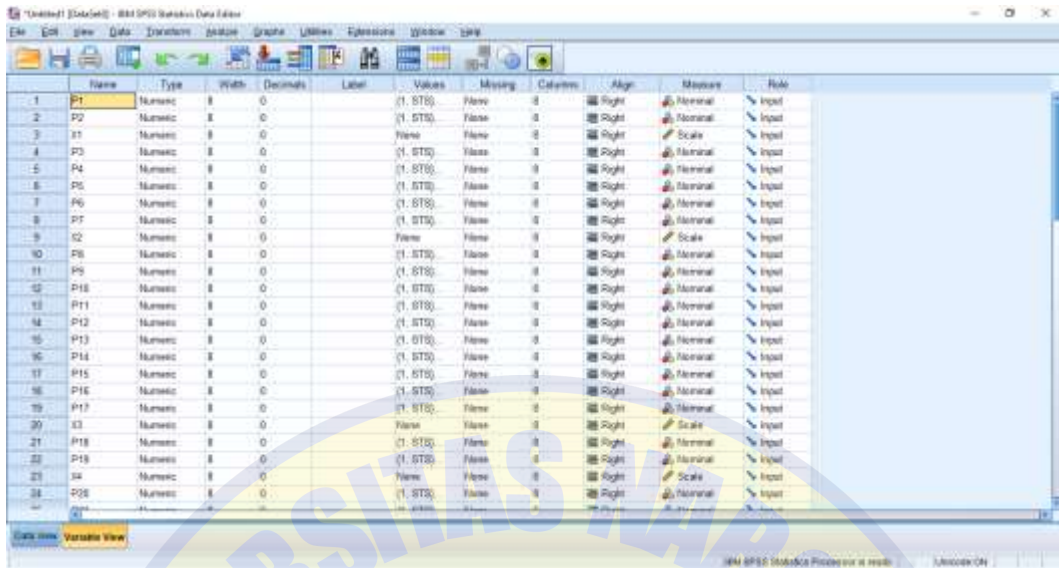 *Untitled1 [DataSet0] - IBM SPSS Statistics Data Editor
File Edit View Data Transform Analyze Graphs Utilities Extensions Window Help
Name Type Width Decimals Label Values Missing Columns Align Measure Role
1 P1 Numeric 8 0 {1, STS}... None 8 Right Nominal Input
2 P2 Numeric 8 0 {1, STS}... None 8 Right Nominal Input
3 X1 Numeric 8 0 None None 8 Right Scale Input
4 P3 Numeric 8 0 {1, STS}... None 8 Right Nominal Input
5 P4 Numeric 8 0 {1, STS}... None 8 Right Nominal Input
6 P5 Numeric 8 0 {1, STS}... None 8 Right Nominal Input
7 P6 Numeric 8 0 {1, STS}... None 8 Right Nominal Input
8 P7 Numeric 8 0 {1, STS}... None 8 Right Nominal Input
9 X2 Numeric 8 0 None None 8 Right Scale Input
10 P8 Numeric 8 0 {1, STS}... None 8 Right Nominal Input
11 P9 Numeric 8 0 {1, STS}... None 8 Right Nominal Input
12 P10 Numeric 8 0 {1, STS}... None 8 Right Nominal Input
13 P11 Numeric 8 0 {1, STS}... None 8 Right Nominal Input
14 P12 Numeric 8 0 {1, STS}... None 8 Right Nominal Input
15 P13 Numeric 8 0 {1, STS}... None 8 Right Nominal Input
16 P14 Numeric 8 0 {1, STS}... None 8 Right Nominal Input
17 P15 Numeric 8 0 {1, STS}... None 8 Right Nominal Input
18 P16 Numeric 8 0 {1, STS}... None 8 Right Nominal Input
19 P17 Numeric 8 0 {1, STS}... None 8 Right Nominal Input
20 X3 Numeric 8 0 None None 8 Right Scale Input
21 P18 Numeric 8 0 {1, STS}... None 8 Right Nominal Input
22 P19 Numeric 8 0 {1, STS}... None 8 Right Nominal Input
23 X4 Numeric 8 0 None None 8 Right Scale Input
24 P20 Numeric 8 0 {1, STS}... None 8 Right Nominal Input
Data View Variable View
IBM SPSS Statistics Processor is ready Unicode:ON
RSITAS NA